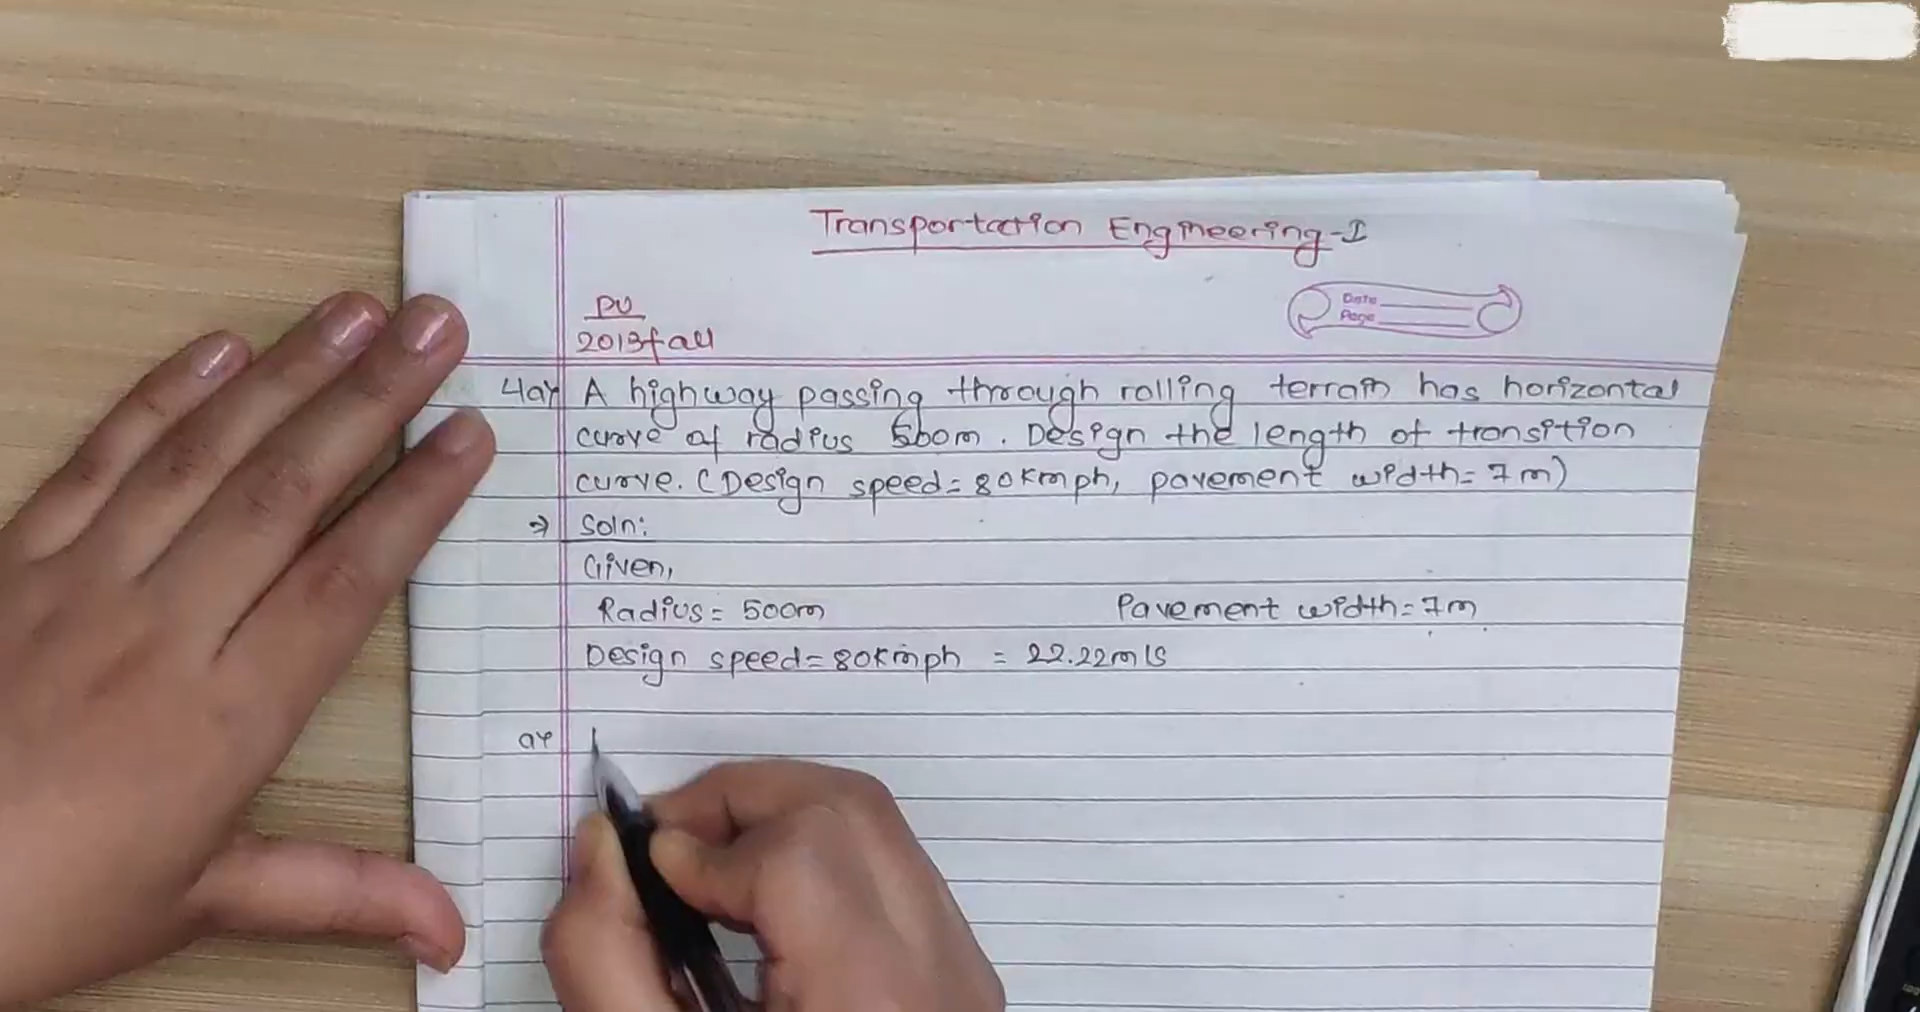 Transportation Engineering-I
PU
2013 fall
Date
Page
4a) A highway passing through rolling terrain has horizontal
curve of radius 500m. Design the length of transition
curve. (Design speed = 80Kmph, pavement width = 7m)
⇒ Soln:
Given,
Radius = 500m Pavement width = 7m
Design speed = 80Kmph = 22.22m/s
a)